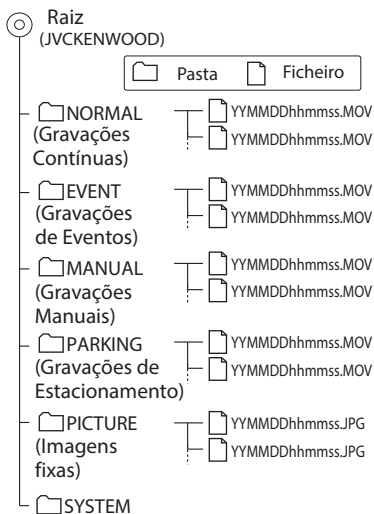 Raiz
(JVCKENWOOD)
Pasta Ficheiro
NORMAL YYMMDDhhmmss.MOV
(Gravações YYMMDDhhmmss.MOV
Contínuas)
EVENT YYMMDDhhmmss.MOV
(Gravações YYMMDDhhmmss.MOV
de Eventos)
MANUAL YYMMDDhhmmss.MOV
(Gravações YYMMDDhhmmss.MOV
Manuais)
PARKING YYMMDDhhmmss.MOV
(Gravações de YYMMDDhhmmss.MOV
Estacionamento)
PICTURE YYMMDDhhmmss.JPG
(Imagens YYMMDDhhmmss.JPG
fixas)
SYSTEM